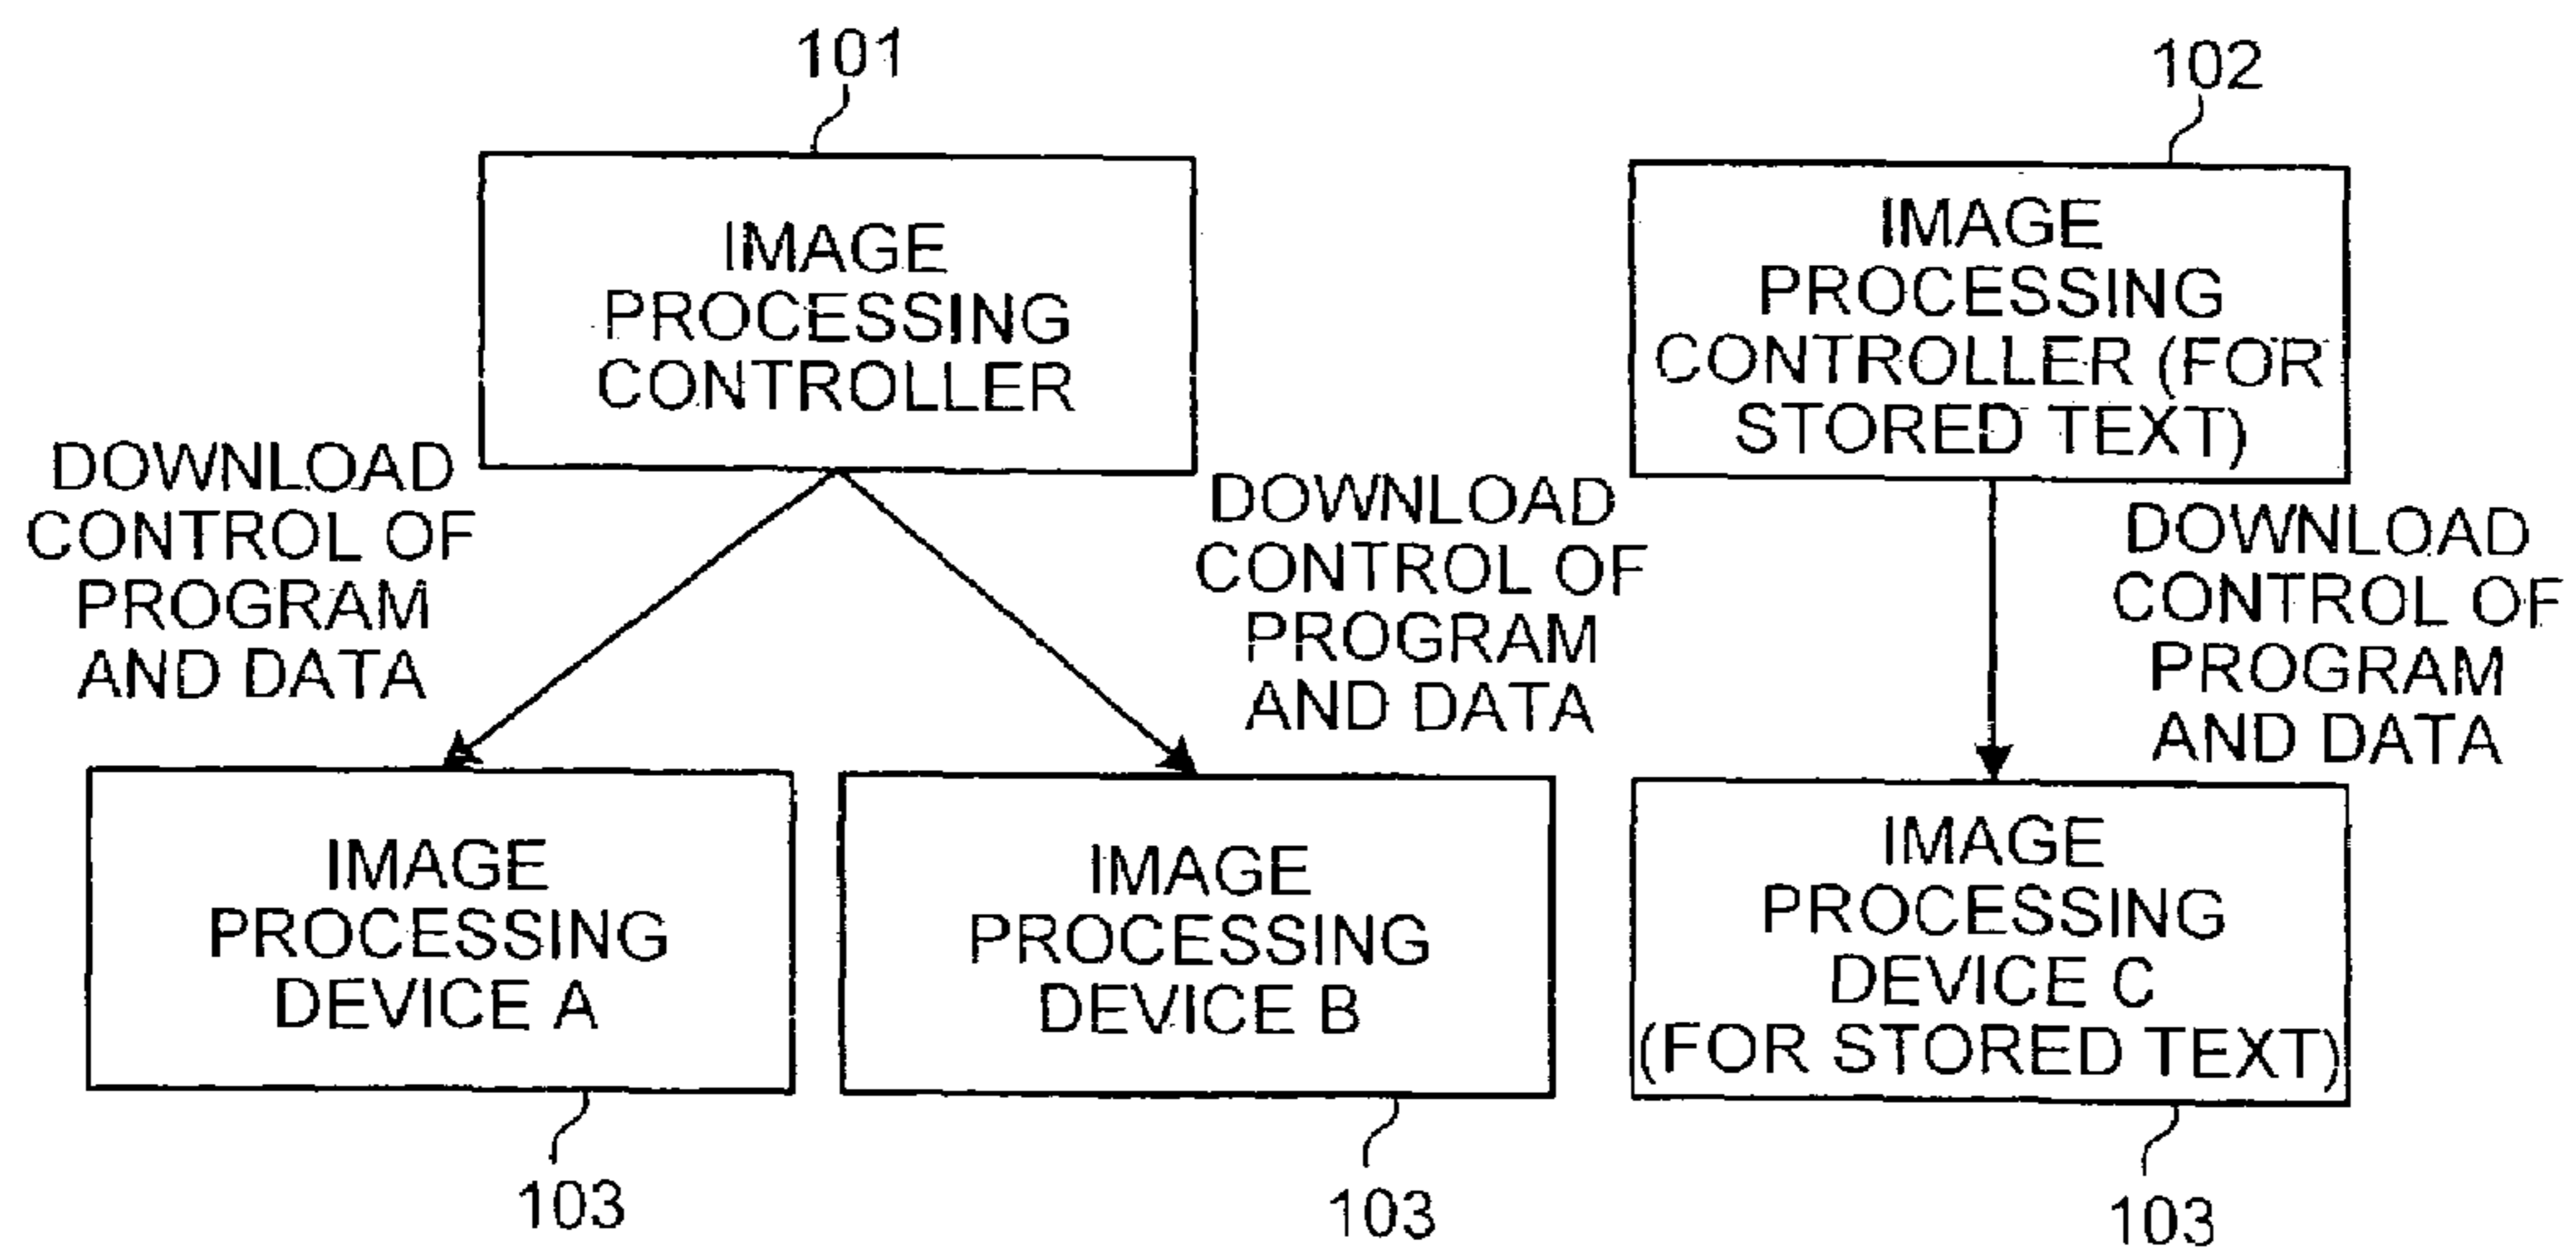 101
102
IMAGE
PROCESSING
CONTROLLER
IMAGE
PROCESSING
CONTROLLER (FOR
STORED TEXT)
DOWNLOAD
CONTROL OF
PROGRAM
AND DATA
DOWNLOAD
CONTROL OF
PROGRAM
AND DATA
DOWNLOAD
CONTROL OF
PROGRAM
AND DATA
IMAGE
PROCESSING
DEVICE A
IMAGE
PROCESSING
DEVICE B
IMAGE
PROCESSING
DEVICE C
(FOR STORED TEXT)
103
103
103